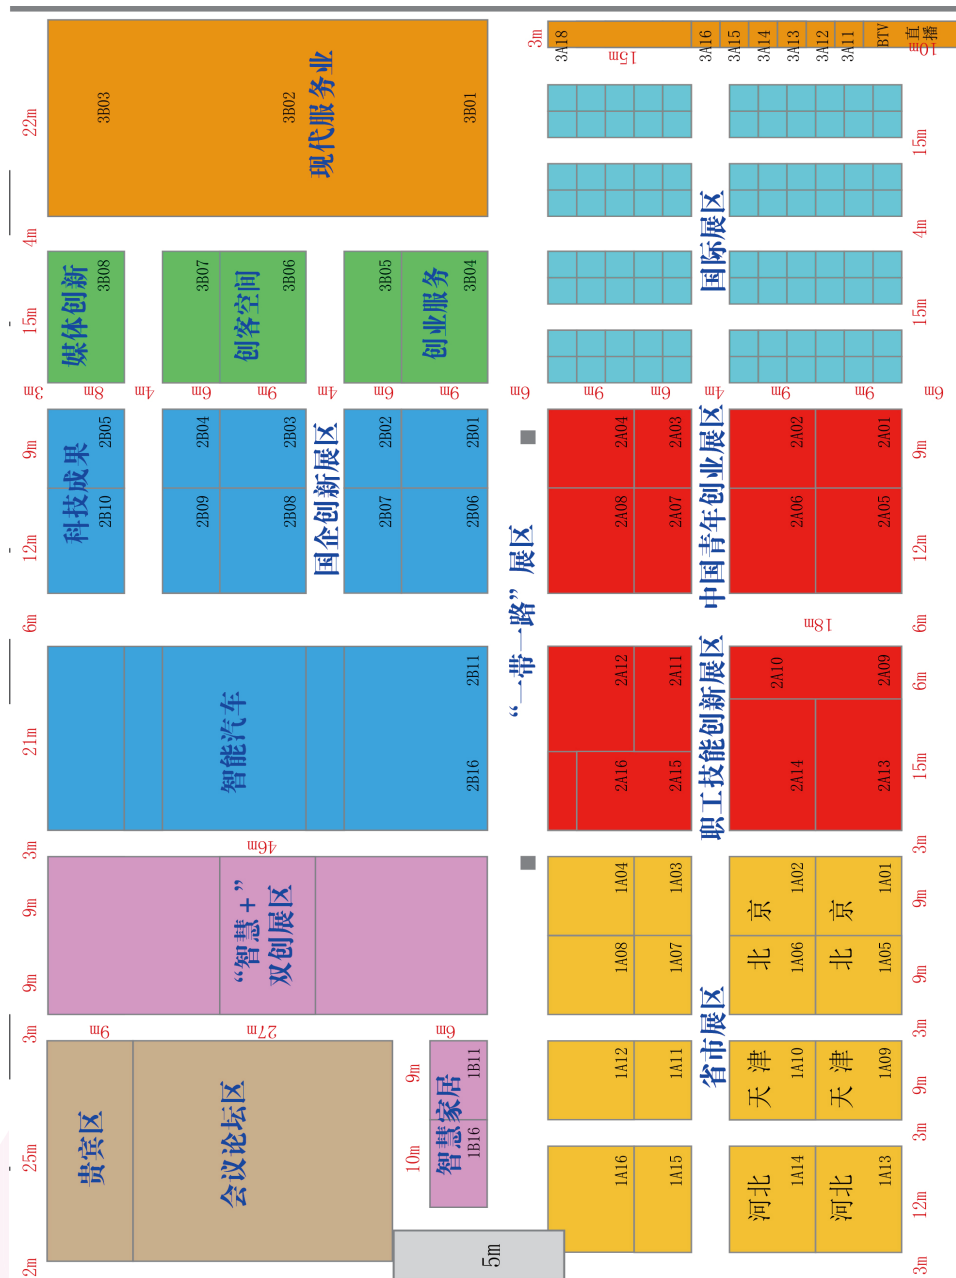 3m
3A18
15m
3A16
3A15
3A14
3A13
3A12
3A11
BTV
直播
10m
22m
3B03
3B02
现代服务业
3B01
15m
国际展区
4m
4m
15m
媒体创新
3B08
3B07
创客空间
3B06
3B05
创业服务
3B04
15m
3m
8m
4m
6m
9m
4m
6m
9m
6m
9m
6m
4m
9m
9m
6m
9m
科技成果
2B05
2B04
2B03
国企创新展区
2B02
2B01
2A04
2A03
中国青年创业展区
2A02
2A01
9m
12m
2B10
2B09
2B08
2B07
2B06
2A08
2A07
2A06
2A05
12m
“一带一路”展区
6m
18m
6m
21m
智能汽车
2B11
2B16
2A12
2A11
职工技能创新展区
2A10
2A09
6m
2A16
2A15
2A14
2A13
15m
3m
46m
3m
9m
“智慧+”
双创展区
1A04
1A03
1A02
1A01
北京
北京
9m
9m
1A08
1A07
1A06
1A05
9m
省市展区
3m
9m
27m
6m
3m
贵宾区
会议论坛区
25m
9m
智慧家居
1B11
10m
1B16
1A12
1A11
天津
1A10
天津
1A09
9m
3m
1A16
1A15
河北
1A14
河北
1A13
12m
2m
5m
3m